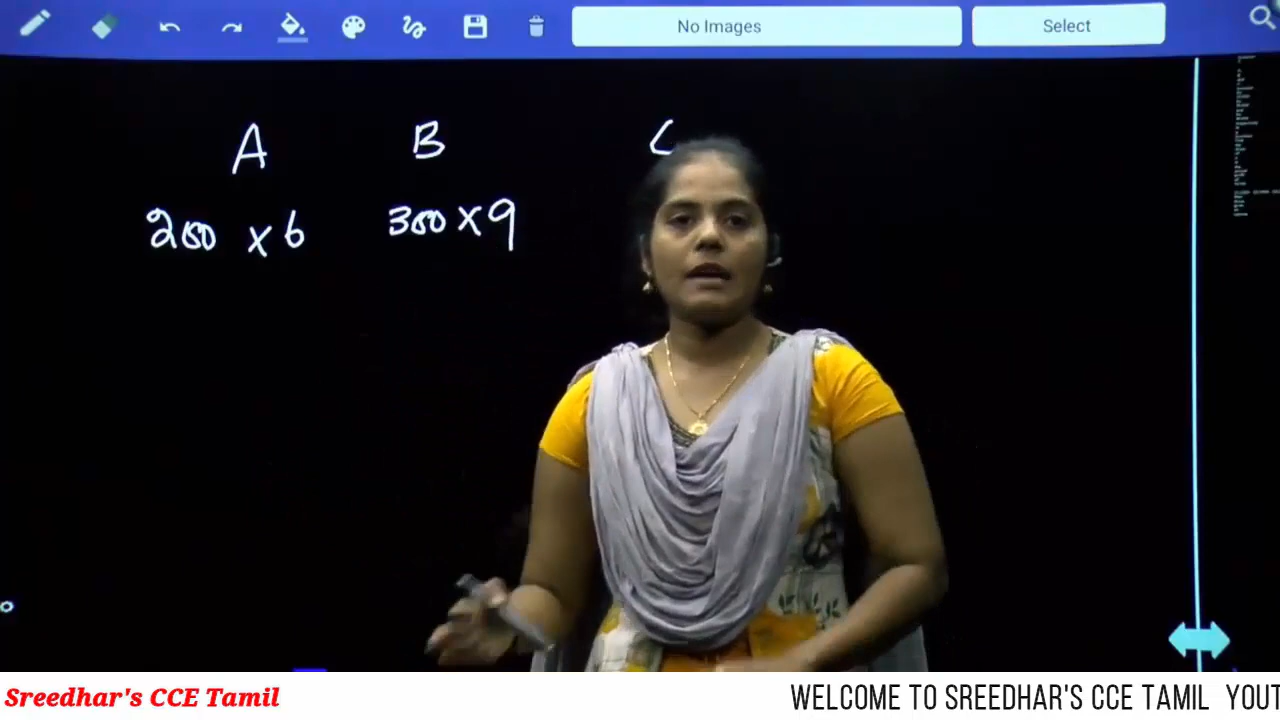 No Images
Select
A B C
200 × 6 300 × 9
Sreedhar's CCE Tamil
WELCOME TO SREEDHAR'S CCE TAMIL YOUT